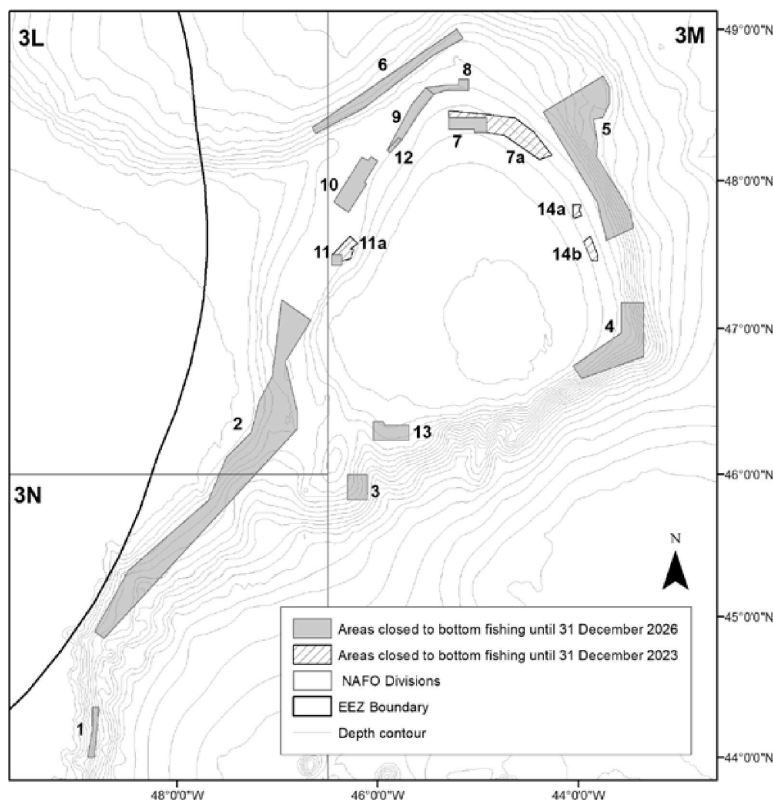 3L
3M
49°0'0"N
6
8
9
5
12
7
7a
48°0'0"N
10
14a
11
11a
14b
47°0'0"N
4
2
13
46°0'0"N
3N
3
N
45°0'0"N
Areas closed to bottom fishing until 31 December 2026
Areas closed to bottom fishing until 31 December 2023
NAFO Divisions
EEZ Boundary
Depth contour
1
44°0'0"N
48°0'0"W
46°0'0"W
44°0'0"W